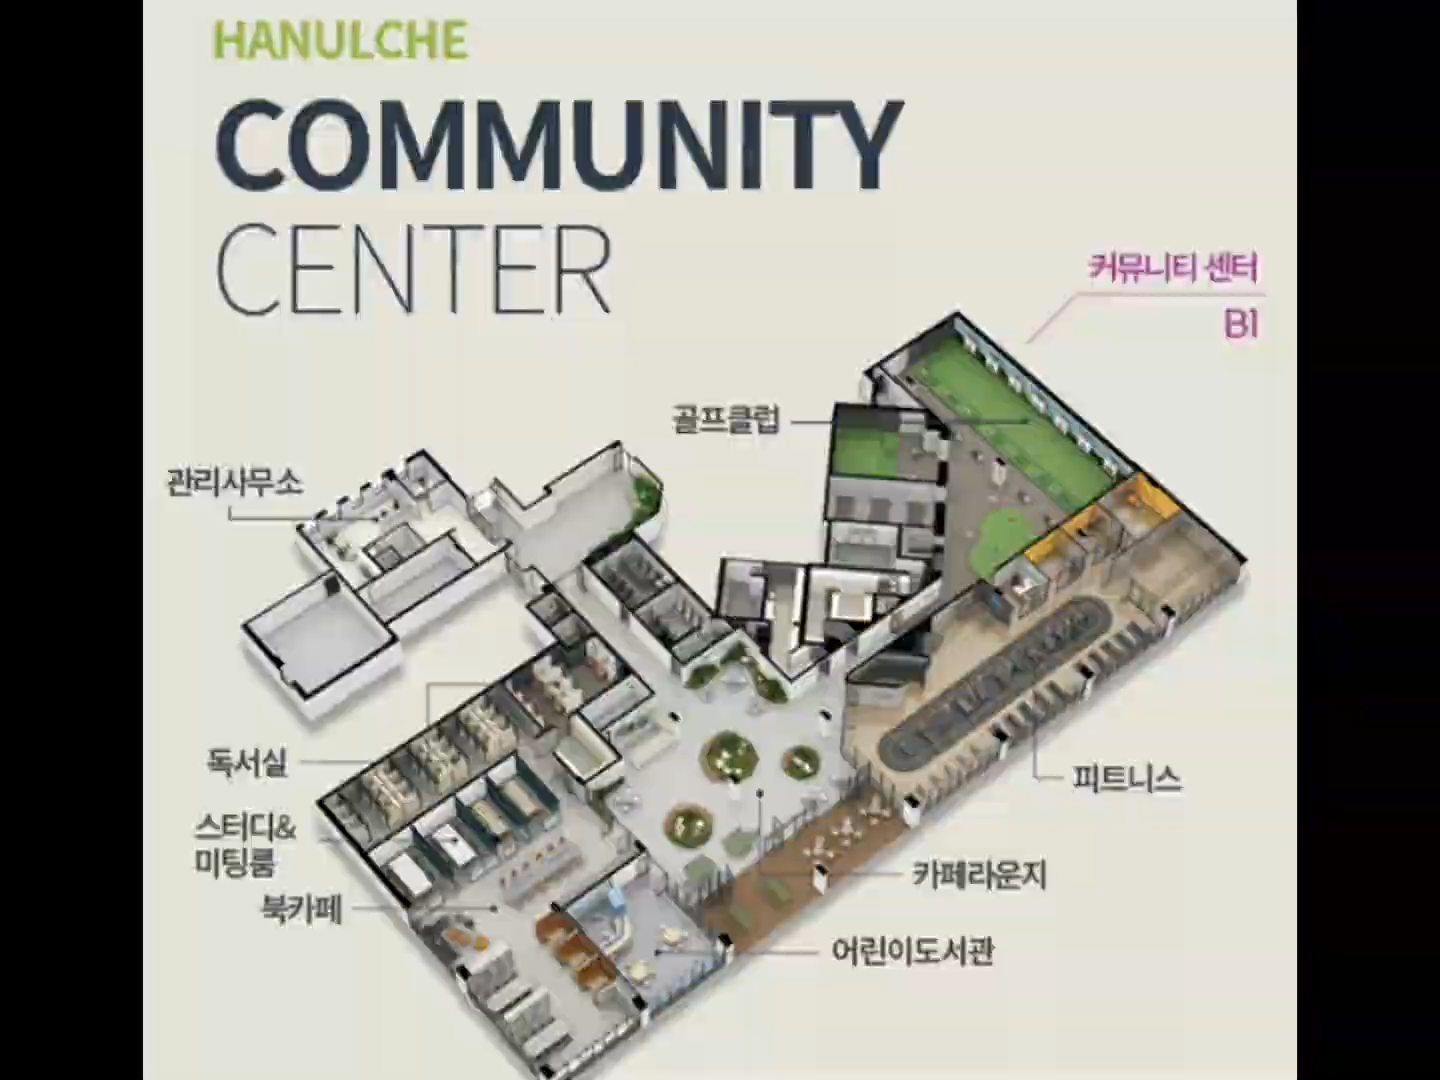 HANULCHE
COMMUNITY
CENTER
커뮤니티 센터
B1
골프클럽
관리사무소
독서실
스터디&
미팅룸
북카페
피트니스
카페라운지
어린이도서관